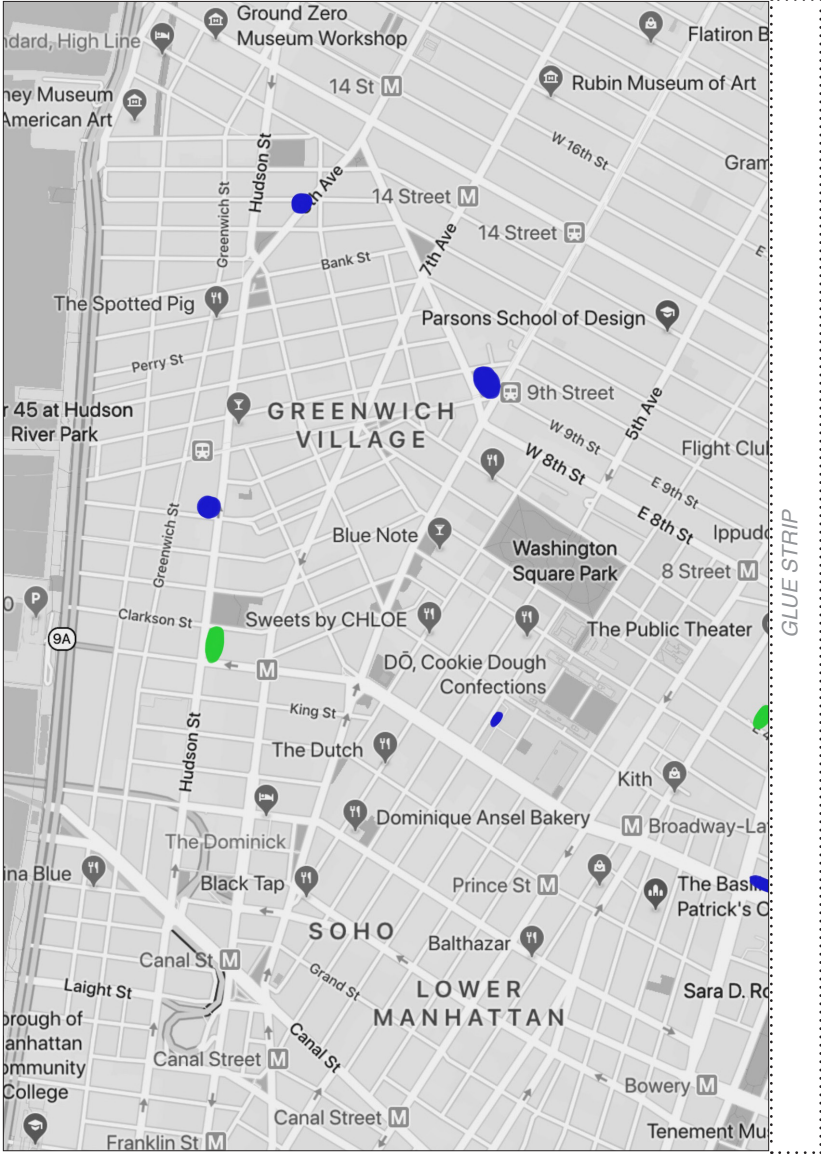 Ground Zero
Museum Workshop
ndard, High Line
Flatiron B
14 St M
Rubin Museum of Art
ney Museum
American Art
Hudson St
W 16th St
Gram
th Ave
14 Street M
Greenwich St
14 Street
7th Ave
E
Bank St
The Spotted Pig
Parsons School of Design
Perry St
9th Street
5th Ave
r 45 at Hudson
River Park
GREENWICH
VILLAGE
W 9th St
Flight Club
W 8th St
E 9th St
E 8th St
Greenwich St
Blue Note
Ippudo
Washington
Square Park
8 Street M
GLUE STRIP
0 P
Clarkson St
Sweets by CHLOE
The Public Theater
9A
M
DŌ, Cookie Dough
Confections
King St
Hudson St
The Dutch
Kith
Dominique Ansel Bakery
M Broadway-La
The Dominick
ina Blue
Black Tap
Prince St M
The Basil
Patrick's C
SOHO
Balthazar
Canal St M
Grand St
Laight St
LOWER
MANHATTAN
Sara D. Ro
orough of
anhattan
ommunity
College
Canal St
Canal Street M
Bowery M
Canal Street M
Franklin St M
Tenement Mu